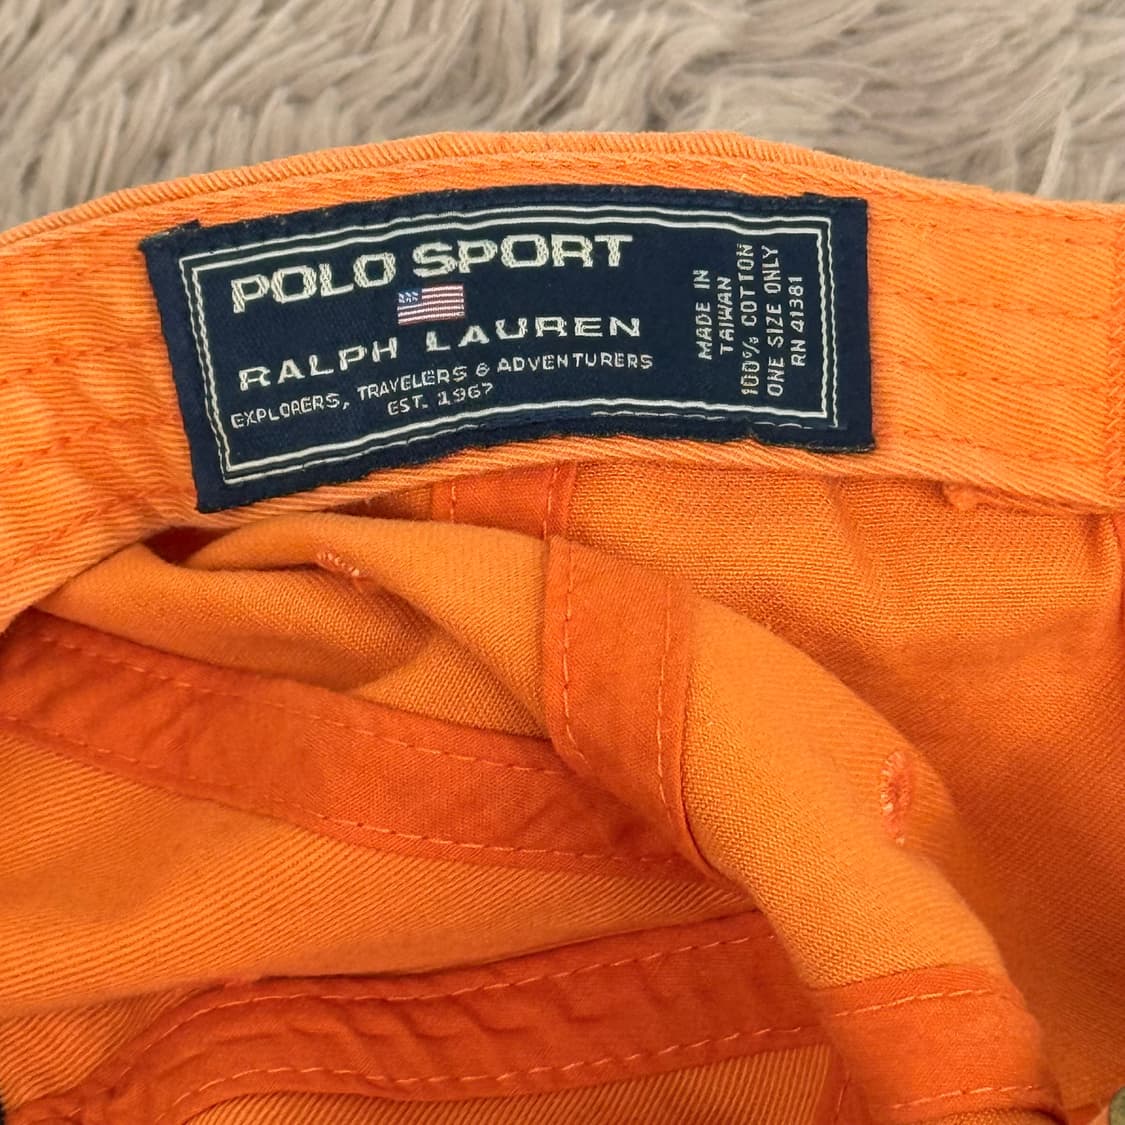 POLO SPORT
RALPH LAUREN
EXPLORERS, TRAVELERS & ADVENTURERS
EST. 1967
MADE IN
TAIWAN
100% COTTON
ONE SIZE ONLY
RN 41381